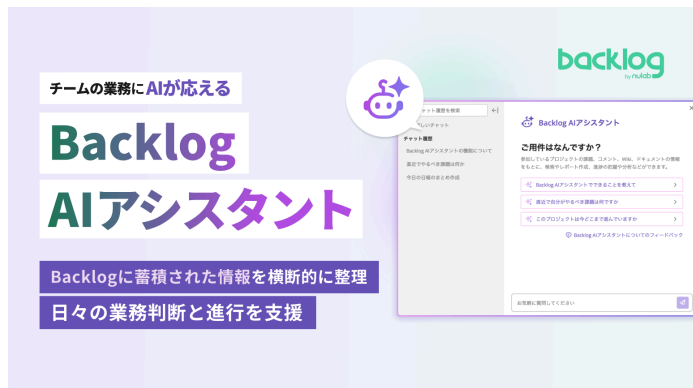 チームの業務にAIが応える
Backlog
AIアシスタント
Backlogに蓄積された情報を横断的に整理
日々の業務判断と進行を支援
backlog
by nulab
チャット履歴を検索
しいチャット
チャット履歴
Backlog AIアシスタントの機能について
直近でやるべき課題は何か
今日の日報のまとめ作成
Backlog AIアシスタント
ご用件はなんですか？
参加しているプロジェクトの課題、コメント、Wiki、ドキュメントの情報
をもとに、検索やレポート作成、進捗の把握や分析などができます。
Backlog AIアシスタントでできることを教えて
直近で自分がやるべき課題は何ですか
このプロジェクトは今どこまで進んでいますか
Backlog AIアシスタントについてのフィードバック
お気軽に質問してください